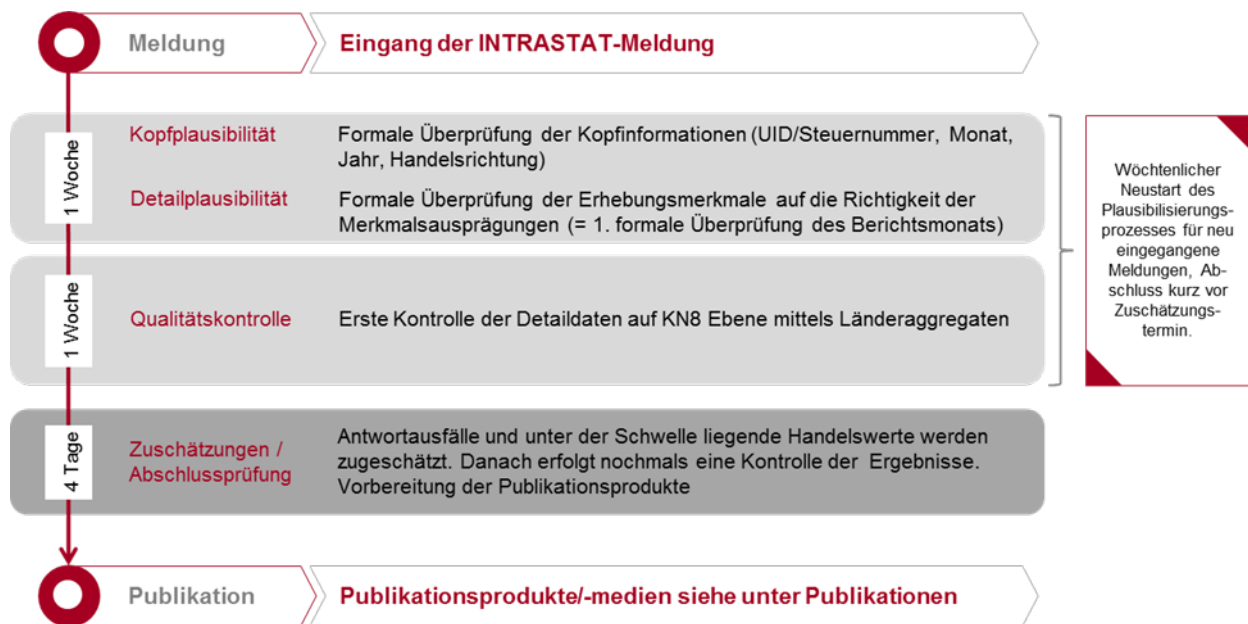 Meldung
Eingang der INTRASTAT-Meldung
1 Woche
Kopfplausibilität
Formale Überprüfung der Kopfinformationen (UID/Steuernummer, Monat,
Jahr, Handelsrichtung)
Detailplausibilität
Formale Überprüfung der Erhebungsmerkmale auf die Richtigkeit der
Merkmalsausprägungen (= 1. formale Überprüfung des Berichtsmonats)
1 Woche
Qualitätskontrolle
Erste Kontrolle der Detaildaten auf KN8 Ebene mittels Länderaggregaten
Wöchtenlicher
Neustart des
Plausibilisierungs-
prozesses für neu
eingegangene
Meldungen, Ab-
schluss kurz vor
Zuschätzungs-
termin.
4 Tage
Zuschätzungen /
Abschlussprüfung
Antwortausfälle und unter der Schwelle liegende Handelswerte werden
zugeschätzt. Danach erfolgt nochmals eine Kontrolle der Ergebnisse.
Vorbereitung der Publikationsprodukte
Publikation
Publikationsprodukte/-medien siehe unter Publikationen